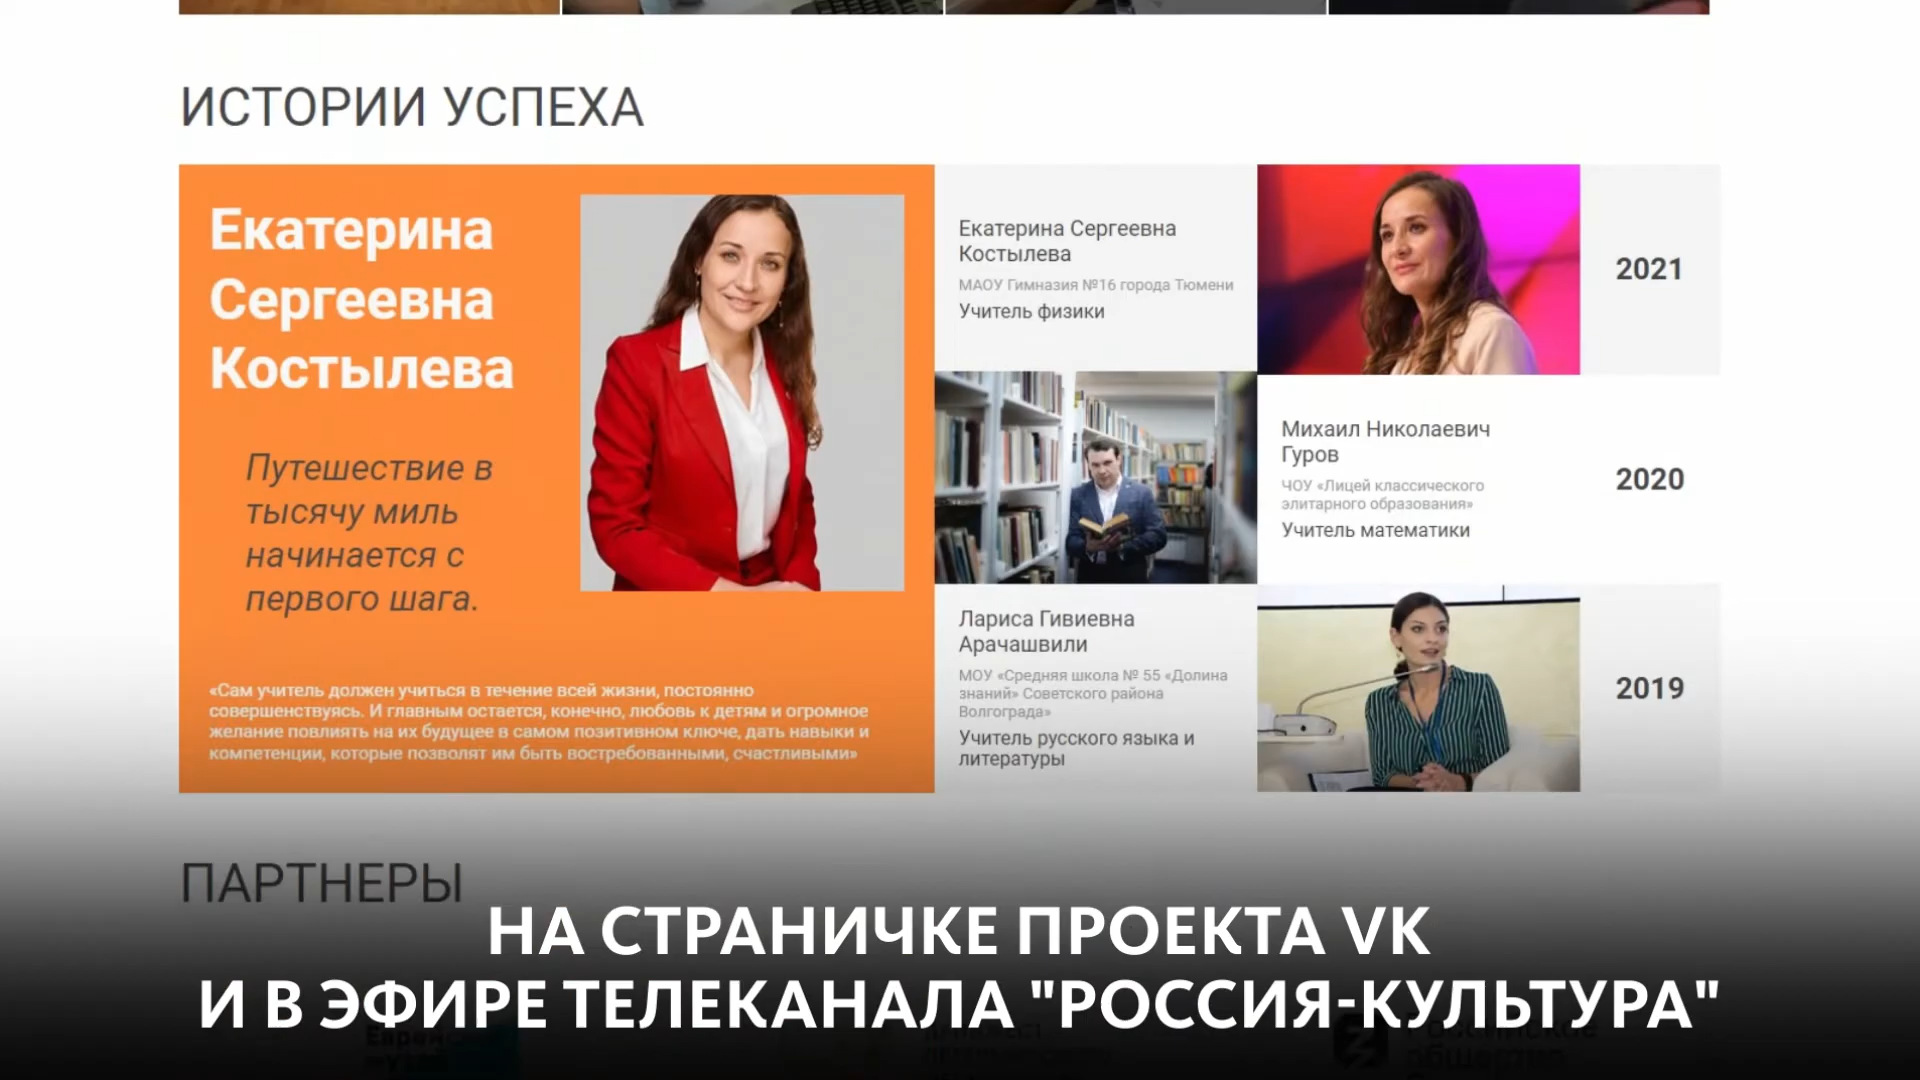 ИСТОРИИ УСПЕХА
Екатерина
Сергеевна
Костылева
Путешествие в
тысячу миль
начинается с
первого шага.
«Сам учитель должен учиться в течение всей жизни, постоянно
совершенствуясь. И главным остается, конечно, любовь к детям и огромное
желание повлиять на их будущее в самом позитивном ключе, дать навыки и
компетенции, которые позволят им быть востребованными, счастливыми»
Екатерина Сергеевна
Костылева
МАОУ Гимназия №16 города Тюмени
Учитель физики
2021
Михаил Николаевич
Гуров
ЧОУ «Лицей классического
элитарного образования»
Учитель математики
2020
Лариса Гивиевна
Арачашвили
МОУ «Средняя школа № 55 «Долина
знаний» Советского района
Волгограда»
Учитель русского языка и
литературы
2019
ПАРТНЕРЫ
НА СТРАНИЧКЕ ПРОЕКТА VK
И В ЭФИРЕ ТЕЛЕКАНАЛА "РОССИЯ-КУЛЬТУРА"
Российское
общество